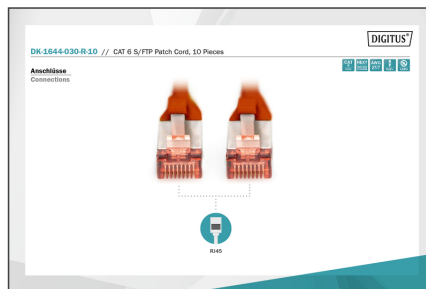 DIGITUS®
DK-1644-030-R-10 // CAT 6 S/FTP Patch Cord, 10 Pieces
Anschlüsse
Connections
RJ45